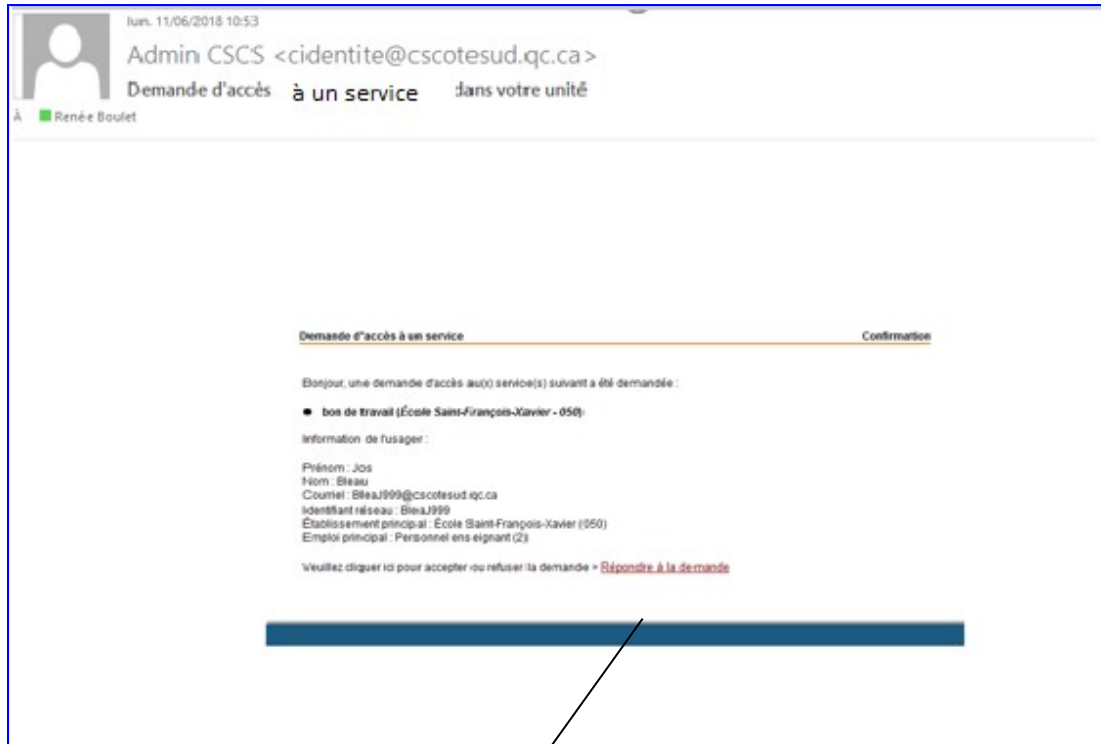 lun. 11/06/2018 10:53
Admin CSCS <cidentite@cscotesud.qc.ca>
Demande d'accès à un service dans votre unité
À Renée Boulet
Demande d'accès à un service Confirmation
Bonjour, une demande d'accès au(x) service(s) suivant a été demandée :
● bon de travail (École Saint-François-Xavier - 050)
Information de l'usager :
Prénom : Jos
Nom : Bleau
Courriel : BleaJ999@cscotesud.qc.ca
Identifiant réseau : BleaJ999
Établissement principal : École Saint-François-Xavier (050)
Emploi principal : Personnel enseignant (2)
Veuillez cliquer ici pour accepter ou refuser la demande » Répondre à la demande